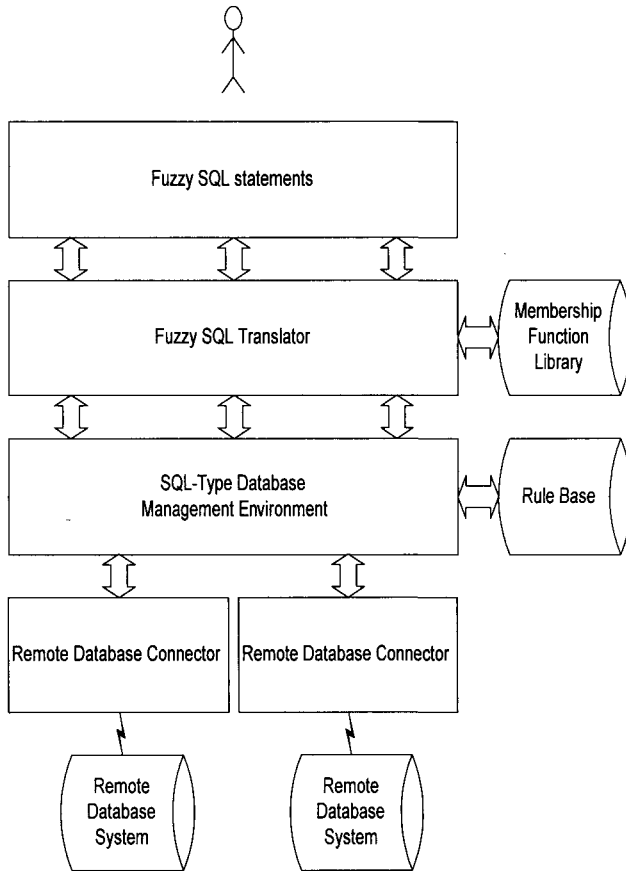 Fuzzy SQL statements
Fuzzy SQL Translator
Membership
Function
Library
SQL-Type Database
Management Environment
Rule Base
Remote Database Connector
Remote Database Connector
Remote
Database
System
Remote
Database
System